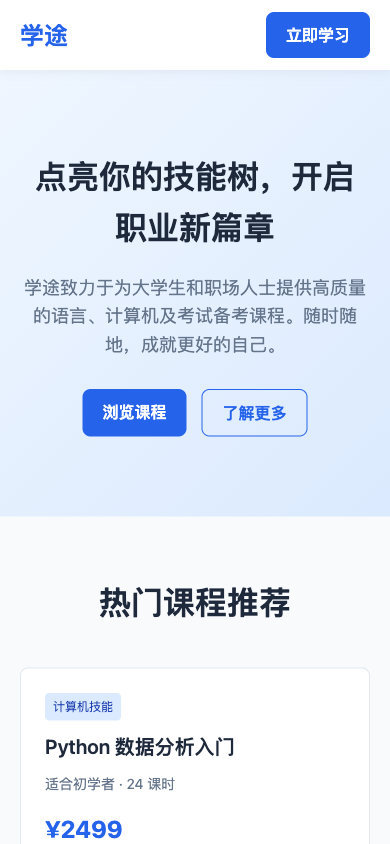 学途
立即学习
点亮你的技能树，开启
职业新篇章
学途致力于为大学生和职场人士提供高质量
的语言、计算机及考试备考课程。随时随
地，成就更好的自己。
浏览课程
了解更多
热门课程推荐
计算机技能
Python 数据分析入门
适合初学者 · 24 课时
¥2499